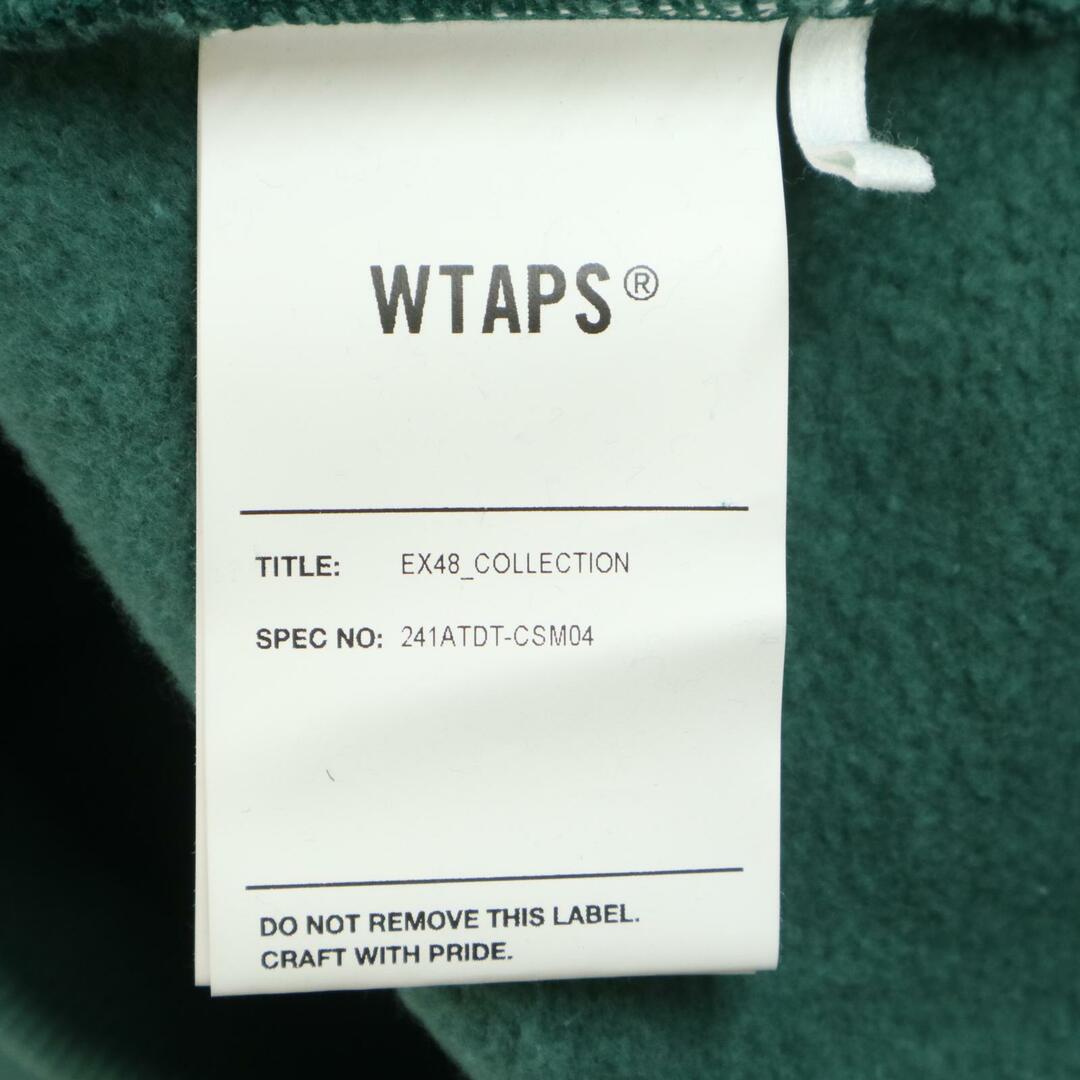 WTAPS®
TITLE: EX48_COLLECTION
SPEC NO: 241ATDT-CSM04
DO NOT REMOVE THIS LABEL.
CRAFT WITH PRIDE.